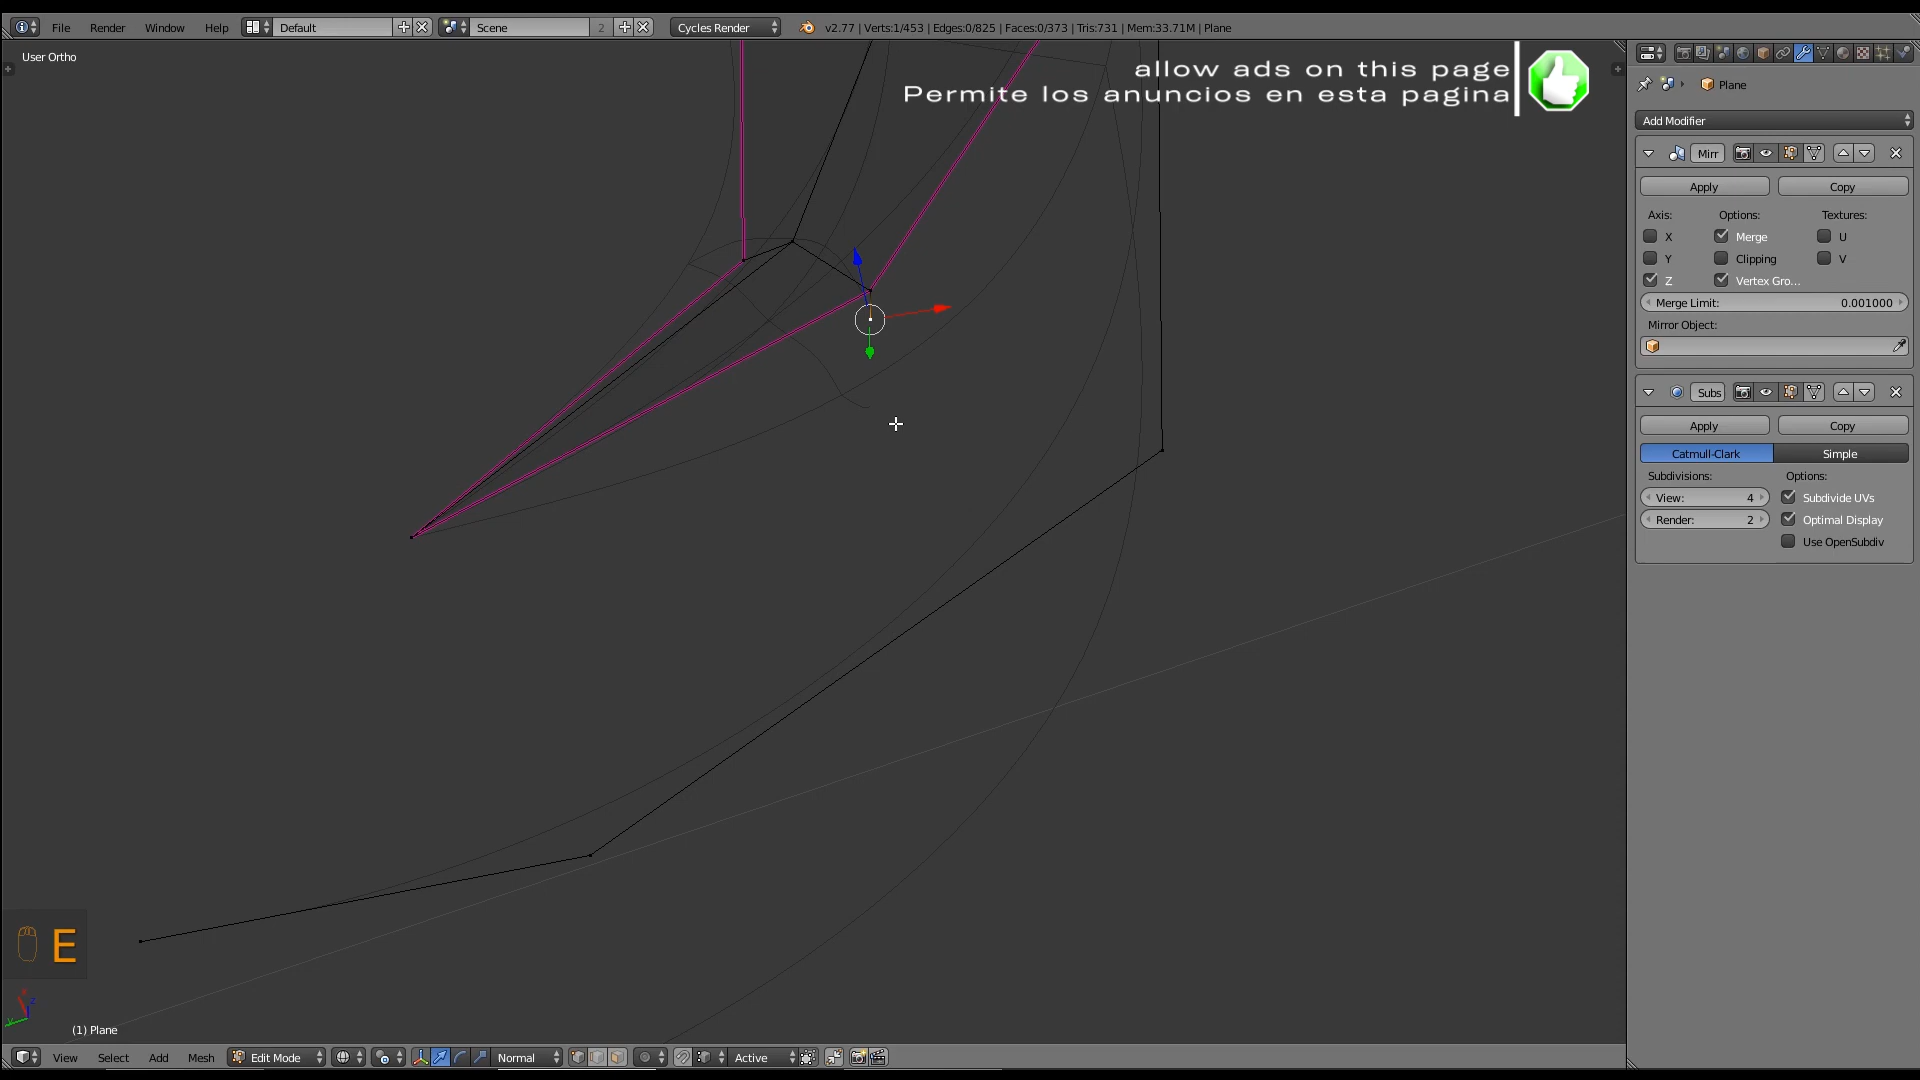 File Render Window Help Default Scene 2 Cycles Render v2.77 | Verts:1/453 | Edges:0/825 | Faces:0/373 | Tris:731 | Mem:33.71M | Plane
User Ortho
allow ads on this page
Permite los anuncios en esta pagina
Plane
Add Modifier
Mirr
Apply Copy
Axis: Options: Textures:
X Merge U
Y Clipping V
Z Vertex Gro...
Merge Limit: 0.001000
Mirror Object:
Subs
Apply Copy
Catmull-Clark Simple
Subdivisions: Options:
View: 4 Subdivide UVs
Render: 2 Optimal Display
Use OpenSubdiv
E
(1) Plane
View Select Add Mesh Edit Mode Normal Active